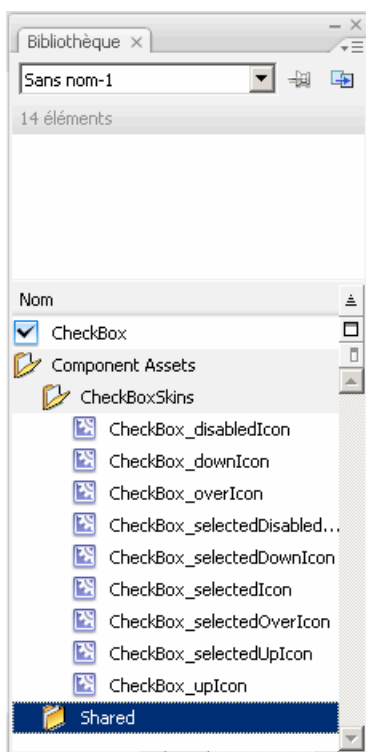 Bibliothèque
Sans nom-1
14 éléments
Nom
CheckBox
Component Assets
CheckBoxSkins
CheckBox_disabledIcon
CheckBox_downIcon
CheckBox_overIcon
CheckBox_selectedDisabled...
CheckBox_selectedDownIcon
CheckBox_selectedIcon
CheckBox_selectedOverIcon
CheckBox_selectedUpIcon
CheckBox_upIcon
Shared